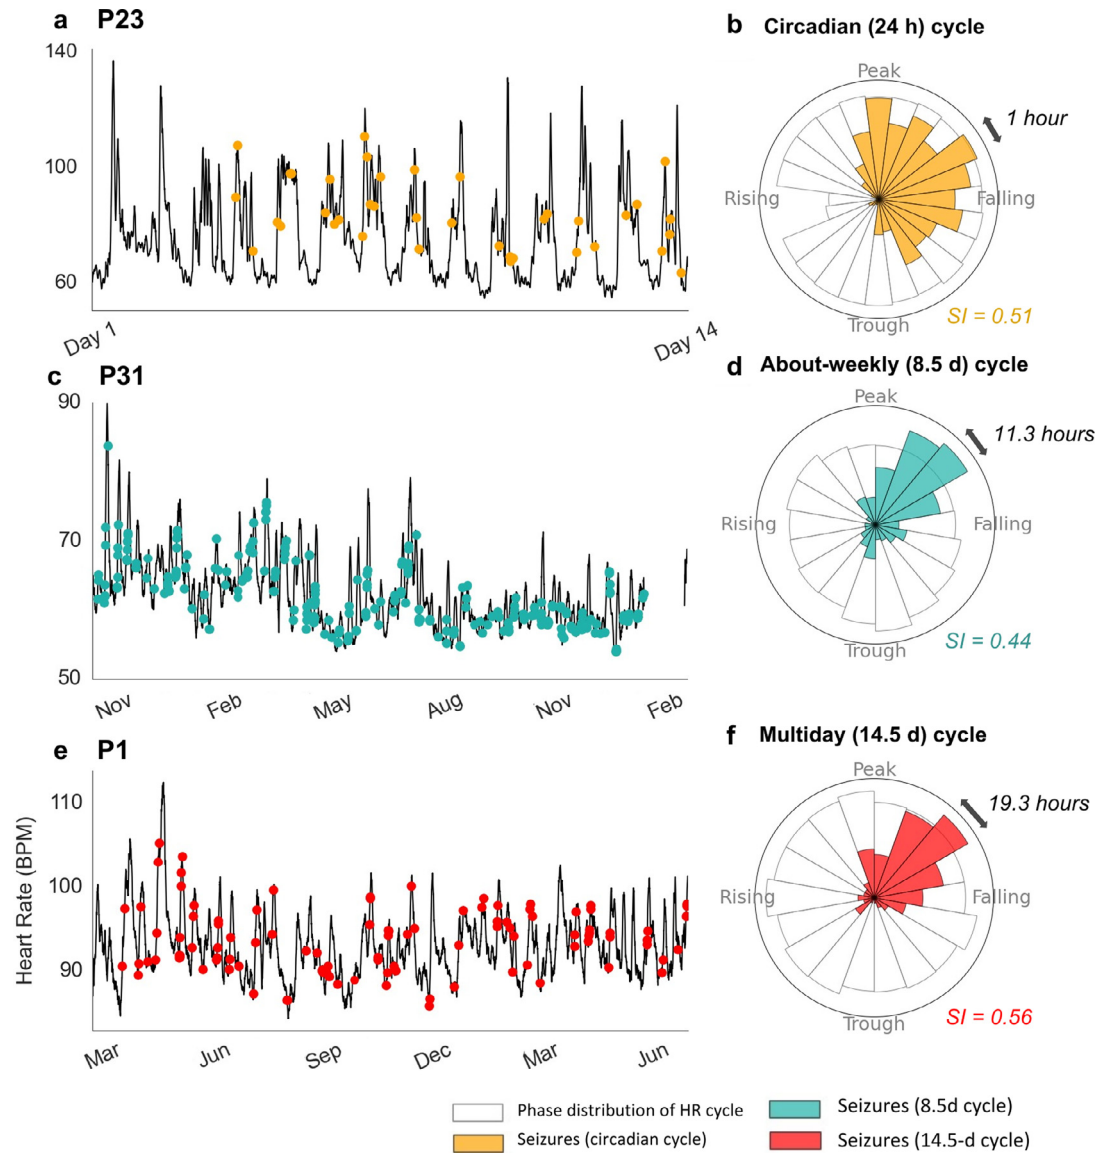 a P23
140
100
60
Day 1
Day 14
b Circadian (24 h) cycle
Peak
1 hour
Rising
Falling
Trough
SI = 0.51
c P31
90
70
50
Nov
Feb
May
Aug
Nov
Feb
d About-weekly (8.5 d) cycle
Peak
11.3 hours
Rising
Falling
Trough
SI = 0.44
e P1
Heart Rate (BPM)
110
100
90
Mar
Jun
Sep
Dec
Mar
Jun
f Multiday (14.5 d) cycle
Peak
19.3 hours
Rising
Falling
Trough
SI = 0.56
Phase distribution of HR cycle
Seizures (circadian cycle)
Seizures (8.5d cycle)
Seizures (14.5-d cycle)